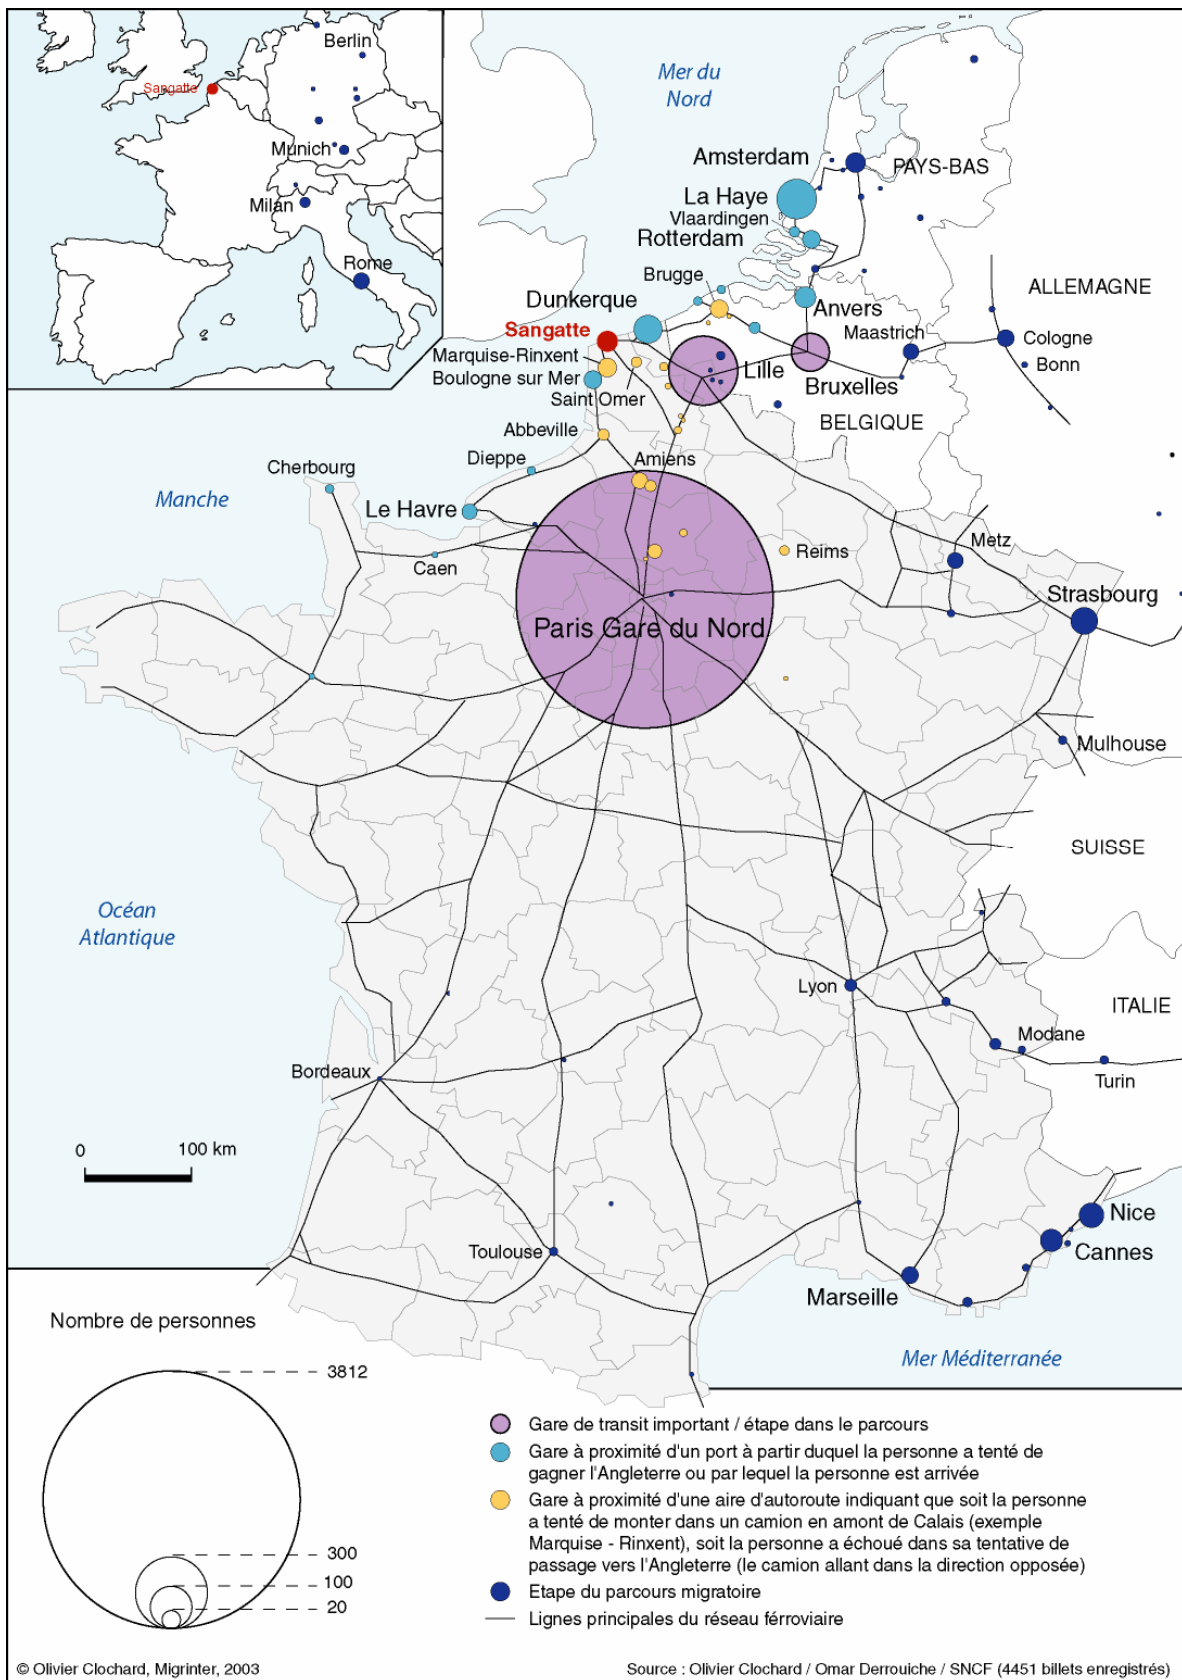 Berlin
Sangatte
Munich
Milan
Rome
Mer du
Nord
Amsterdam
PAYS-BAS
La Haye
Vlaardingen
Rotterdam
Brugge
ALLEMAGNE
Dunkerque
Anvers
Sangatte
Maastrich
Cologne
Marquise-Rinxent
Lille
Bonn
Boulogne sur Mer
Bruxelles
Saint Omer
BELGIQUE
Abbeville
Dieppe
Amiens
Cherbourg
Manche
Le Havre
Metz
Reims
Caen
Strasbourg
Paris Gare du Nord
Mulhouse
SUISSE
Océan
Atlantique
Lyon
ITALIE
Modane
Bordeaux
Turin
0 100 km
Nice
Toulouse
Cannes
Marseille
Nombre de personnes
Mer Méditerranée
3812
300
100
20
Gare de transit important / étape dans le parcours
Gare à proximité d'un port à partir duquel la personne a tenté de
gagner l'Angleterre ou par lequel la personne est arrivée
Gare à proximité d'une aire d'autoroute indiquant que soit la personne
a tenté de monter dans un camion en amont de Calais (exemple
Marquise - Rinxent), soit la personne a échoué dans sa tentative de
passage vers l'Angleterre (le camion allant dans la direction opposée)
Etape du parcours migratoire
Lignes principales du réseau férroviaire
© Olivier Clochard, Migrinter, 2003
Source : Olivier Clochard / Omar Derrouiche / SNCF (4451 billets enregistrés)